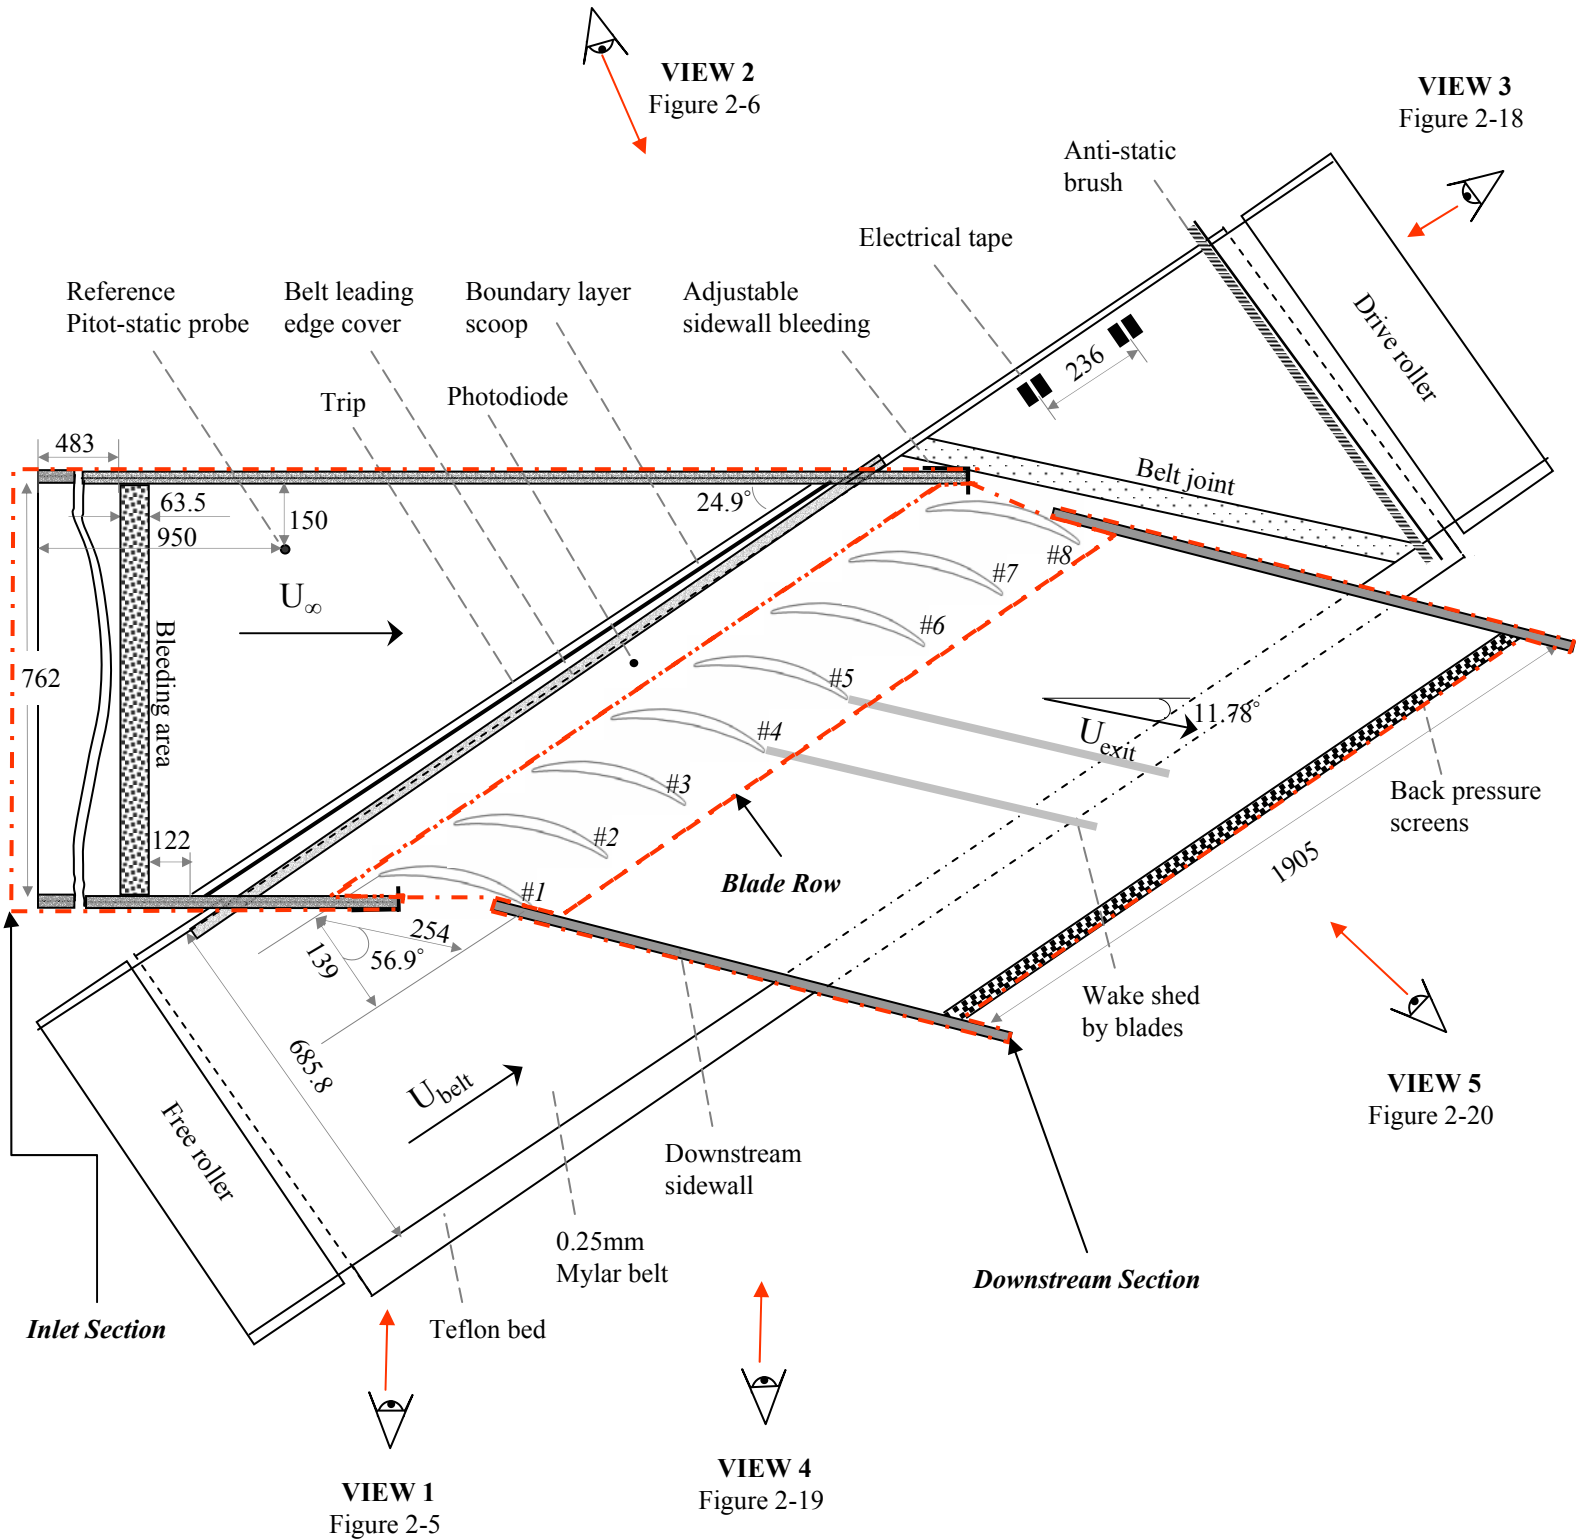 VIEW 2
Figure 2-6
VIEW 3
Figure 2-18
Anti-static
brush
Electrical tape
Reference
Pitot-static probe
Belt leading
edge cover
Boundary layer
scoop
Adjustable
sidewall bleeding
Trip
Photodiode
Drive roller
236
483
63.5
950
150
24.9°
Belt joint
U∞
762
Bleeding area
122
#8
#7
#6
#5
#4
#3
#2
#1
11.78°
Uexit
Back pressure
screens
1905
Blade Row
254
56.9°
139
685.8
Ubelt
Free roller
Wake shed
by blades
VIEW 5
Figure 2-20
Downstream
sidewall
0.25mm
Mylar belt
Downstream Section
Inlet Section
Teflon bed
VIEW 1
Figure 2-5
VIEW 4
Figure 2-19